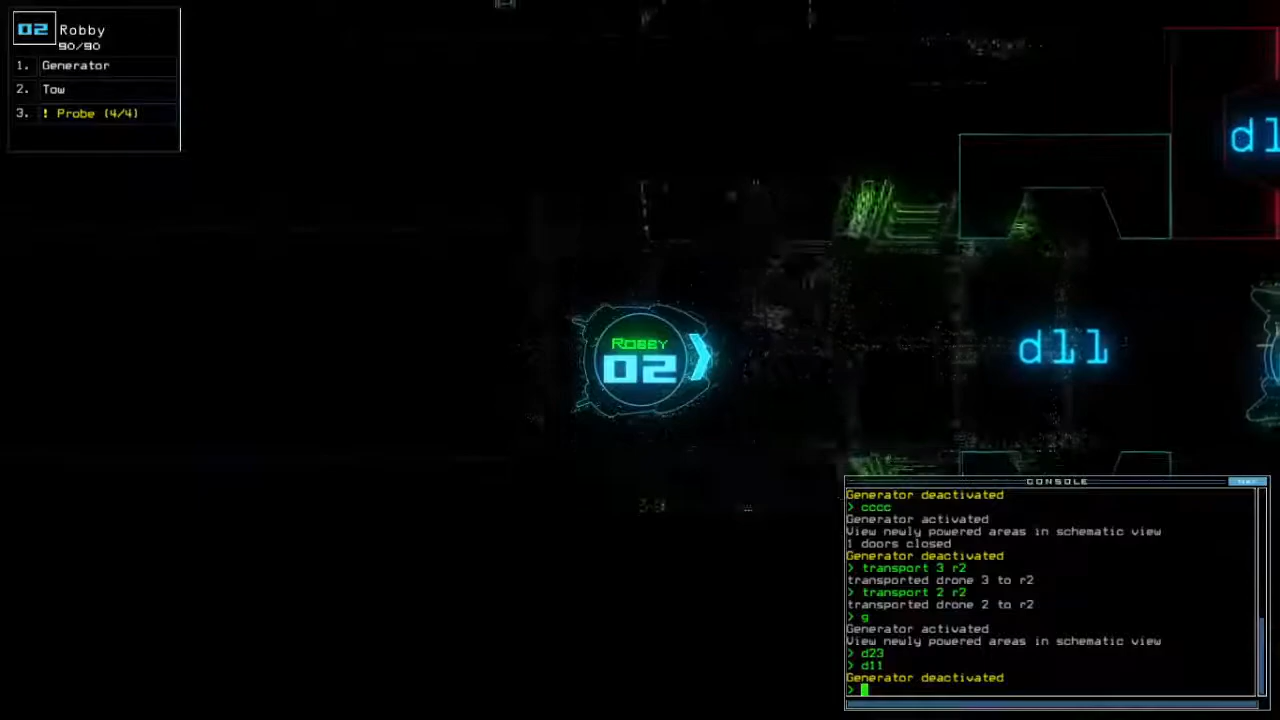 02 Robby
90/90
1. Generator
2. Tow
3. ! Probe (4/4)
d1
d11
Robby
02
CONSOLE
Generator deactivated
> cccc
Generator activated
View newly powered areas in schematic view
1 doors closed
Generator deactivated
> transport 3 r2
transported drone 3 to r2
> transport 2 r2
transported drone 2 to r2
> g
Generator activated
View newly powered areas in schematic view
> d23
> d11
Generator deactivated
>